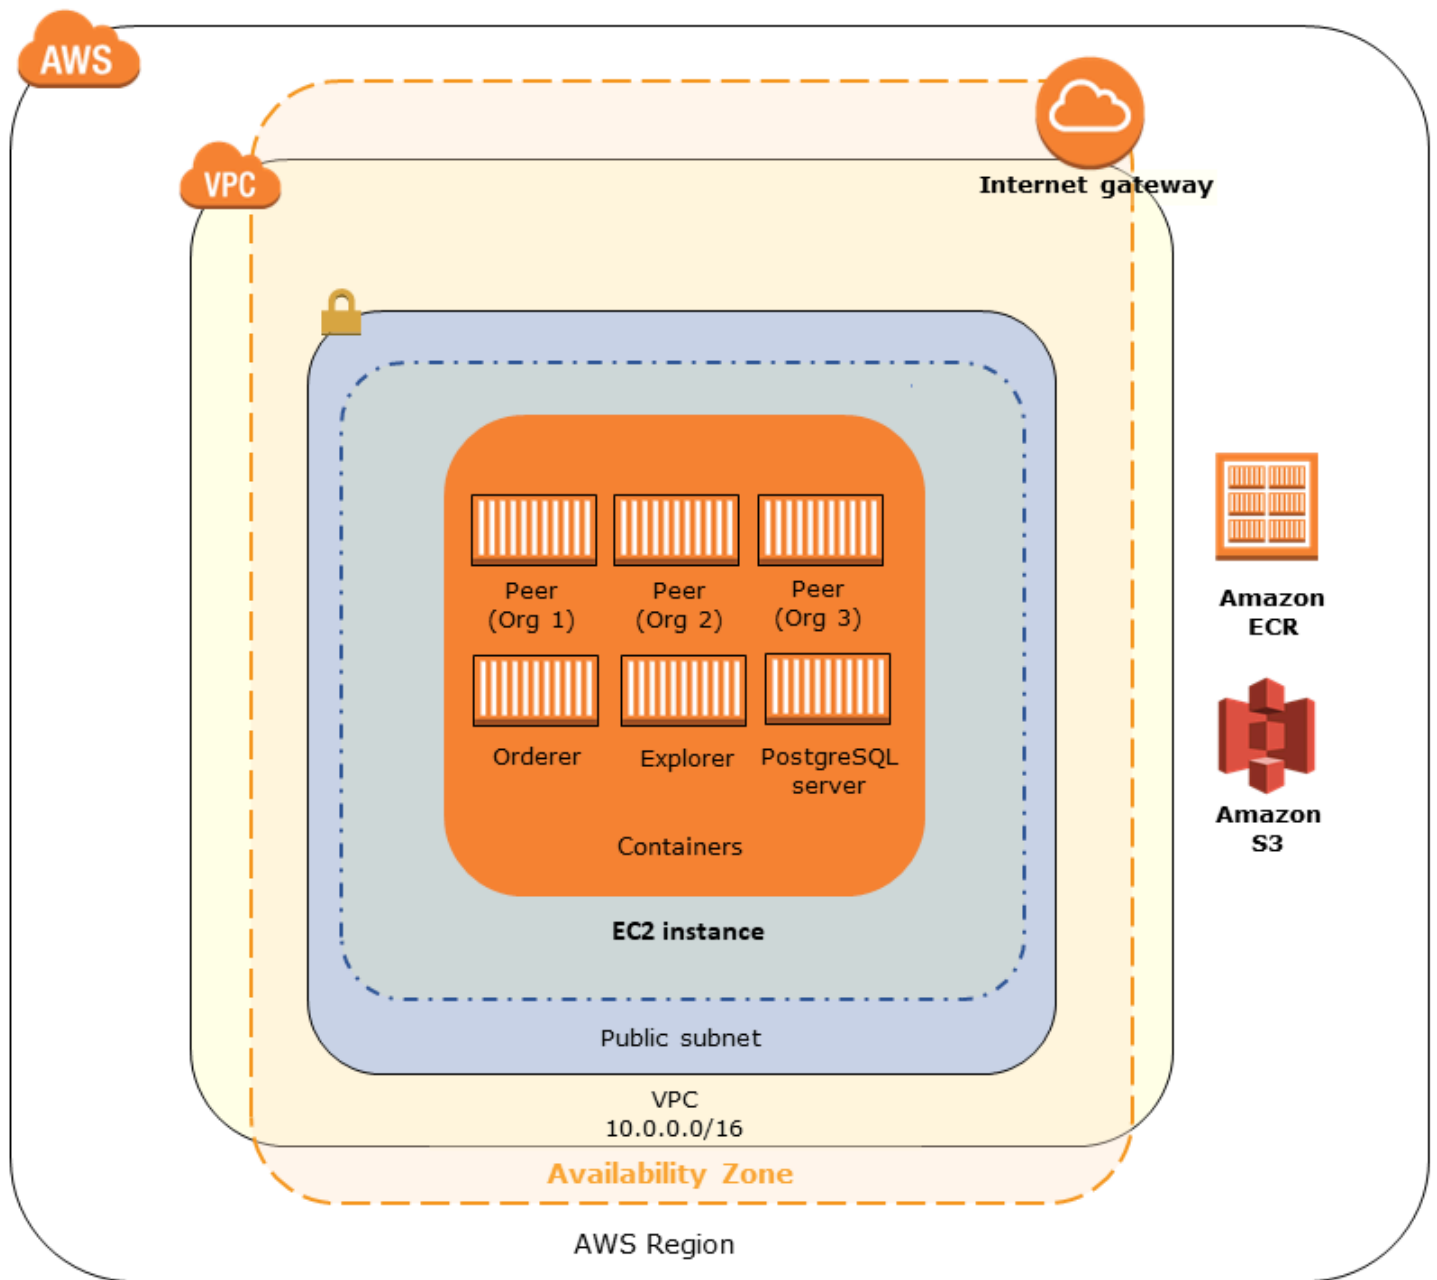 AWS
VPC
Internet gateway
Peer
(Org 1)
Peer
(Org 2)
Peer
(Org 3)
Orderer
Explorer
PostgreSQL
server
Containers
EC2 instance
Public subnet
VPC
10.0.0.0/16
Availability Zone
AWS Region
Amazon
ECR
Amazon
S3